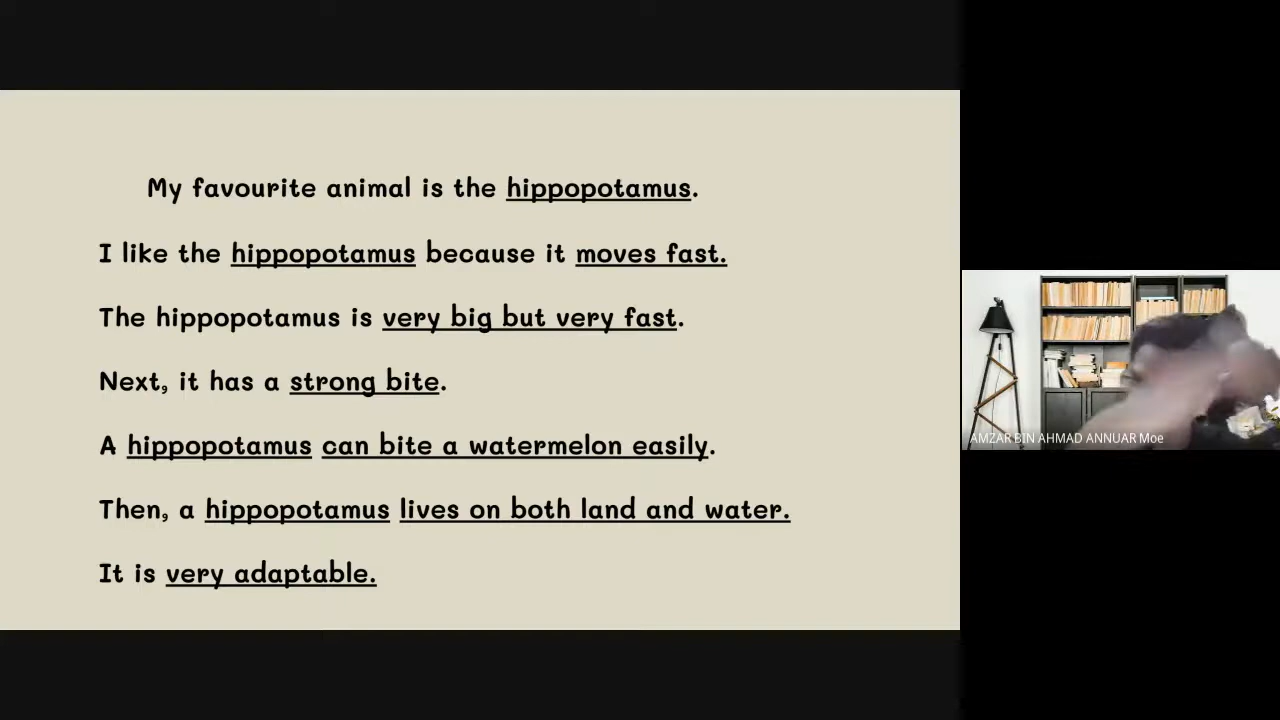 My favourite animal is the hippopotamus.
I like the hippopotamus because it moves fast.
The hippopotamus is very big but very fast.
Next, it has a strong bite.
A hippopotamus can bite a watermelon easily.
Then, a hippopotamus lives on both land and water.
It is very adaptable.
AMZAR BIN AHMAD ANNUAR Moe